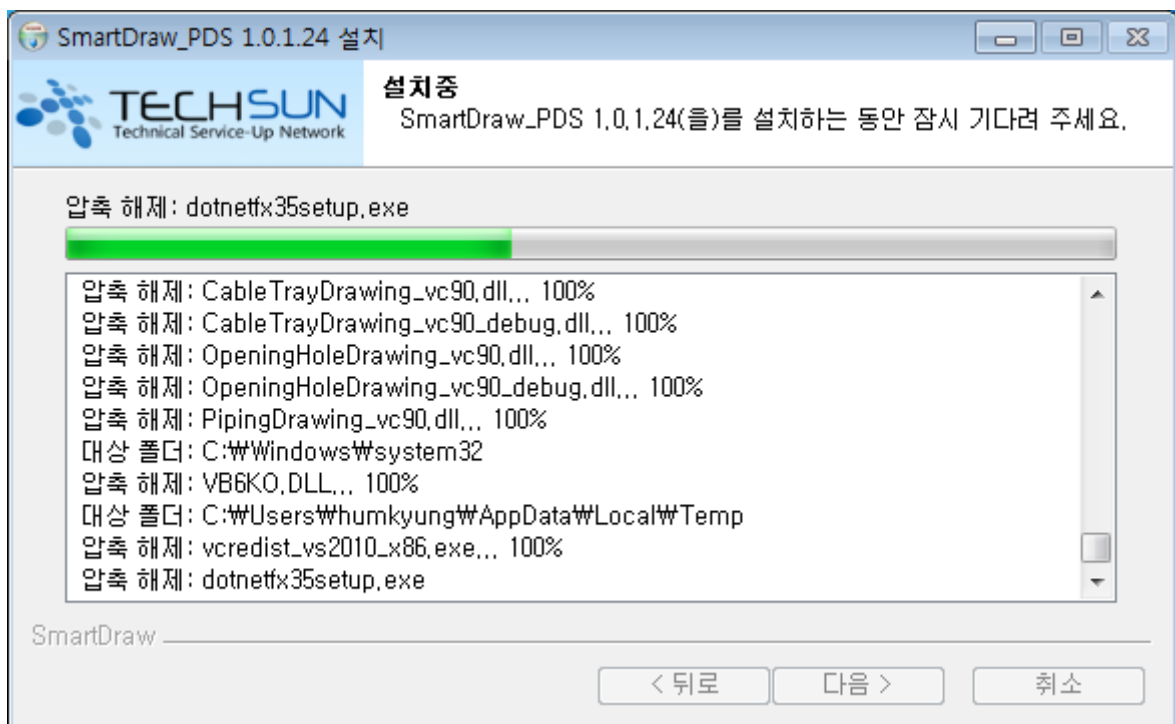 SmartDraw_PDS 1.0.1.24 설치
TECHSUN
Technical Service-Up Network
설치중
SmartDraw_PDS 1.0.1.24(을)를 설치하는 동안 잠시 기다려 주세요.
압축 해제: dotnetfx35setup.exe
압축 해제: CableTrayDrawing_vc90.dll... 100%
압축 해제: CableTrayDrawing_vc90_debug.dll... 100%
압축 해제: OpeningHoleDrawing_vc90.dll... 100%
압축 해제: OpeningHoleDrawing_vc90_debug.dll... 100%
압축 해제: PipingDrawing_vc90.dll... 100%
대상 폴더: C:₩Windows₩system32
압축 해제: VB6KO.DLL... 100%
대상 폴더: C:₩Users₩humkyung₩AppData₩Local₩Temp
압축 해제: vcredist_vs2010_x86.exe... 100%
압축 해제: dotnetfx35setup.exe
SmartDraw
< 뒤로 다음 > 취소